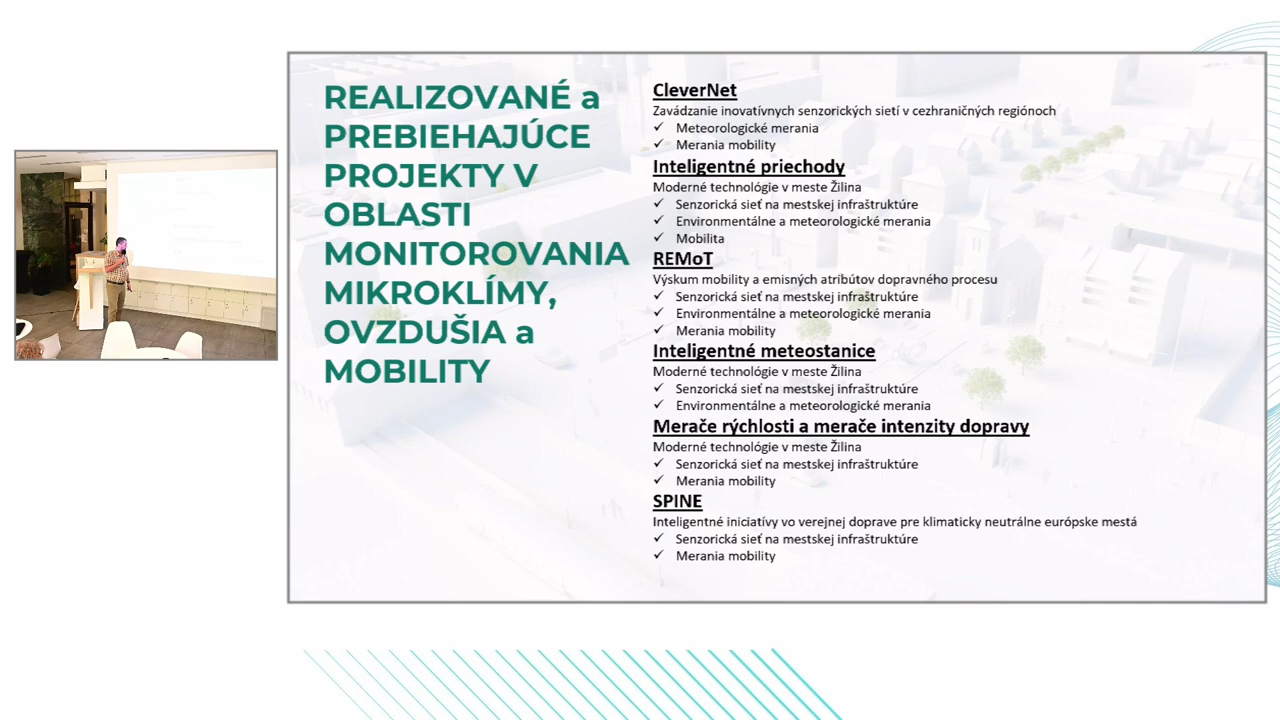 REALIZOVANÉ a
PREBIEHAJÚCE
PROJEKTY V
OBLASTI
MONITOROVANIA
MIKROKLÍMY,
OVZDUŠIA a
MOBILITY
CleverNet
Zavádzanie inovatívnych senzorických sietí v cezhraničných regiónoch
✓ Meteorologické merania
✓ Merania mobility
Inteligentné priechody
Moderné technológie v meste Žilina
✓ Senzorická sieť na mestskej infraštruktúre
✓ Environmentálne a meteorologické merania
✓ Mobilita
REMoT
Výskum mobility a emisných atribútov dopravného procesu
✓ Senzorická sieť na mestskej infraštruktúre
✓ Environmentálne a meteorologické merania
✓ Merania mobility
Inteligentné meteostanice
Moderné technológie v meste Žilina
✓ Senzorická sieť na mestskej infraštruktúre
✓ Environmentálne a meteorologické merania
Merače rýchlosti a merače intenzity dopravy
Moderné technológie v meste Žilina
✓ Senzorická sieť na mestskej infraštruktúre
✓ Merania mobility
SPINE
Inteligentné iniciatívy vo verejnej doprave pre klimaticky neutrálne európske mestá
✓ Senzorická sieť na mestskej infraštruktúre
✓ Merania mobility